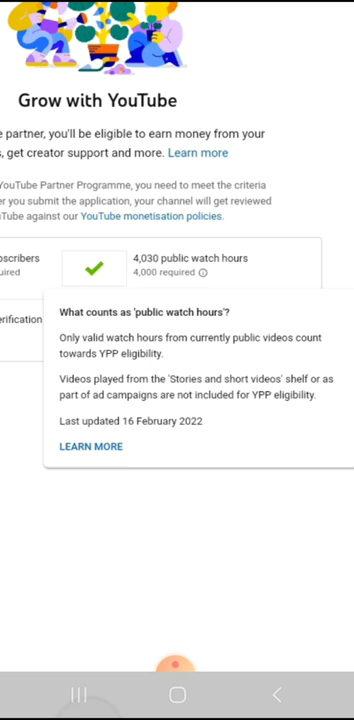 Grow with YouTube
e partner, you'll be eligible to earn money from your
s, get creator support and more. Learn more
YouTube Partner Programme, you need to meet the criteria
er you submit the application, your channel will get reviewed
uTube against our YouTube monetisation policies.
bscribers
uired
4,030 public watch hours
4,000 required
erification
What counts as 'public watch hours'?
Only valid watch hours from currently public videos count
towards YPP eligibility.
Videos played from the 'Stories and short videos' shelf or as
part of ad campaigns are not included for YPP eligibility.
Last updated 16 February 2022
LEARN MORE